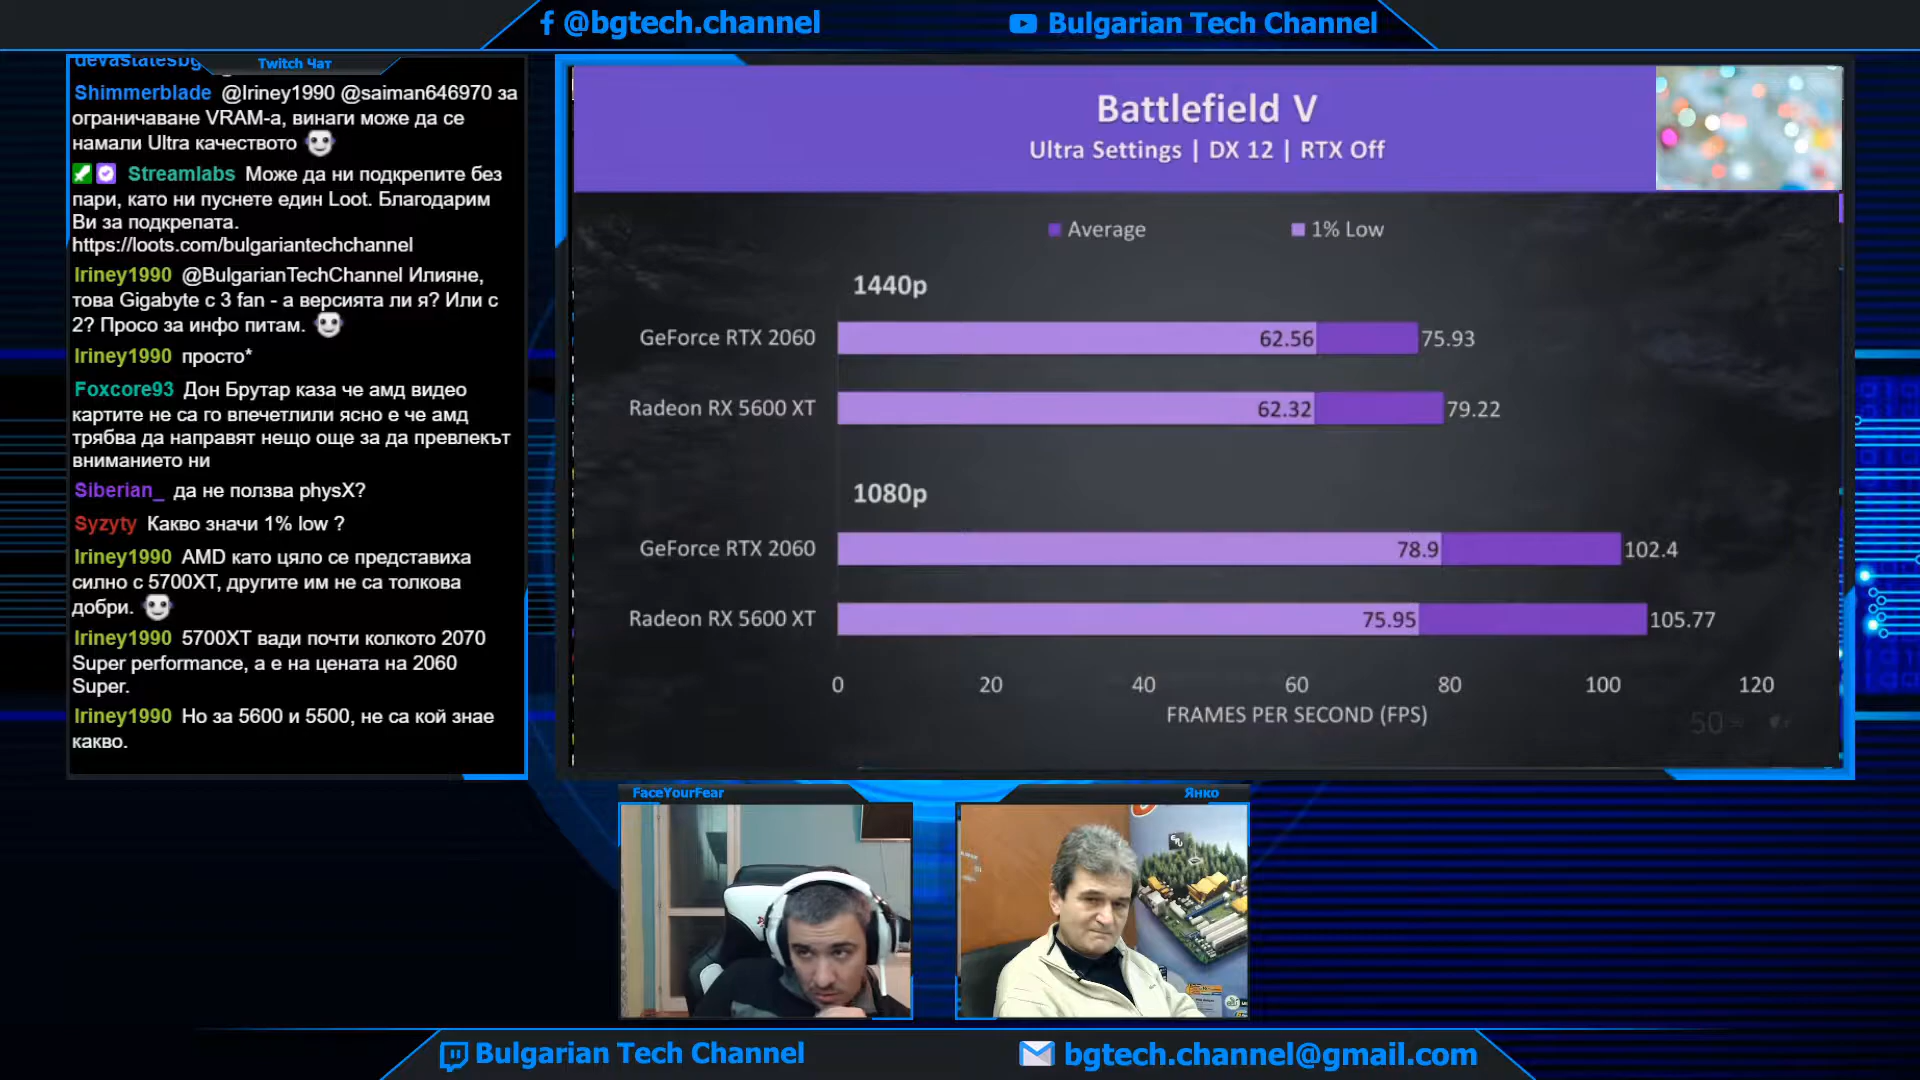 @bgtech.channel
Bulgarian Tech Channel
Twitch Чат
devastatesbg
Shimmerblade @Iriney1990 @saiman646970 за
ограничаване VRAM-а, винаги може да се
намали Ultra качеството
Streamlabs Може да ни подкрепите без
пари, като ни пуснете един Loot. Благодарим
Ви за подкрепата.
https://loots.com/bulgariantechchannel
Iriney1990 @BulgarianTechChannel Илияне,
това Gigabyte с 3 fan - а версията ли я? Или с
2? Просо за инфо питам.
Iriney1990 просто*
Foxcore93 Дон Брутар каза че амд видео
картите не са го впечетлили ясно е че амд
трябва да направят нещо още за да превлекът
вниманието ни
Siberian_ да не ползва physX?
Syzyty Какво значи 1% low ?
Iriney1990 AMD като цяло се представиха
силно с 5700XT, другите им не са толкова
добри.
Iriney1990 5700XT вади почти колкото 2070
Super performance, а е на цената на 2060
Super.
Iriney1990 Но за 5600 и 5500, не са кой знае
какво.
Battlefield V
Ultra Settings | DX 12 | RTX Off
Average 1% Low
1440p
GeForce RTX 2060 62.56 75.93
Radeon RX 5600 XT 62.32 79.22
1080p
GeForce RTX 2060 78.9 102.4
Radeon RX 5600 XT 75.95 105.77
0 20 40 60 80 100 120
FRAMES PER SECOND (FPS)
FaceYourFear
Янко
Bulgarian Tech Channel
bgtech.channel@gmail.com